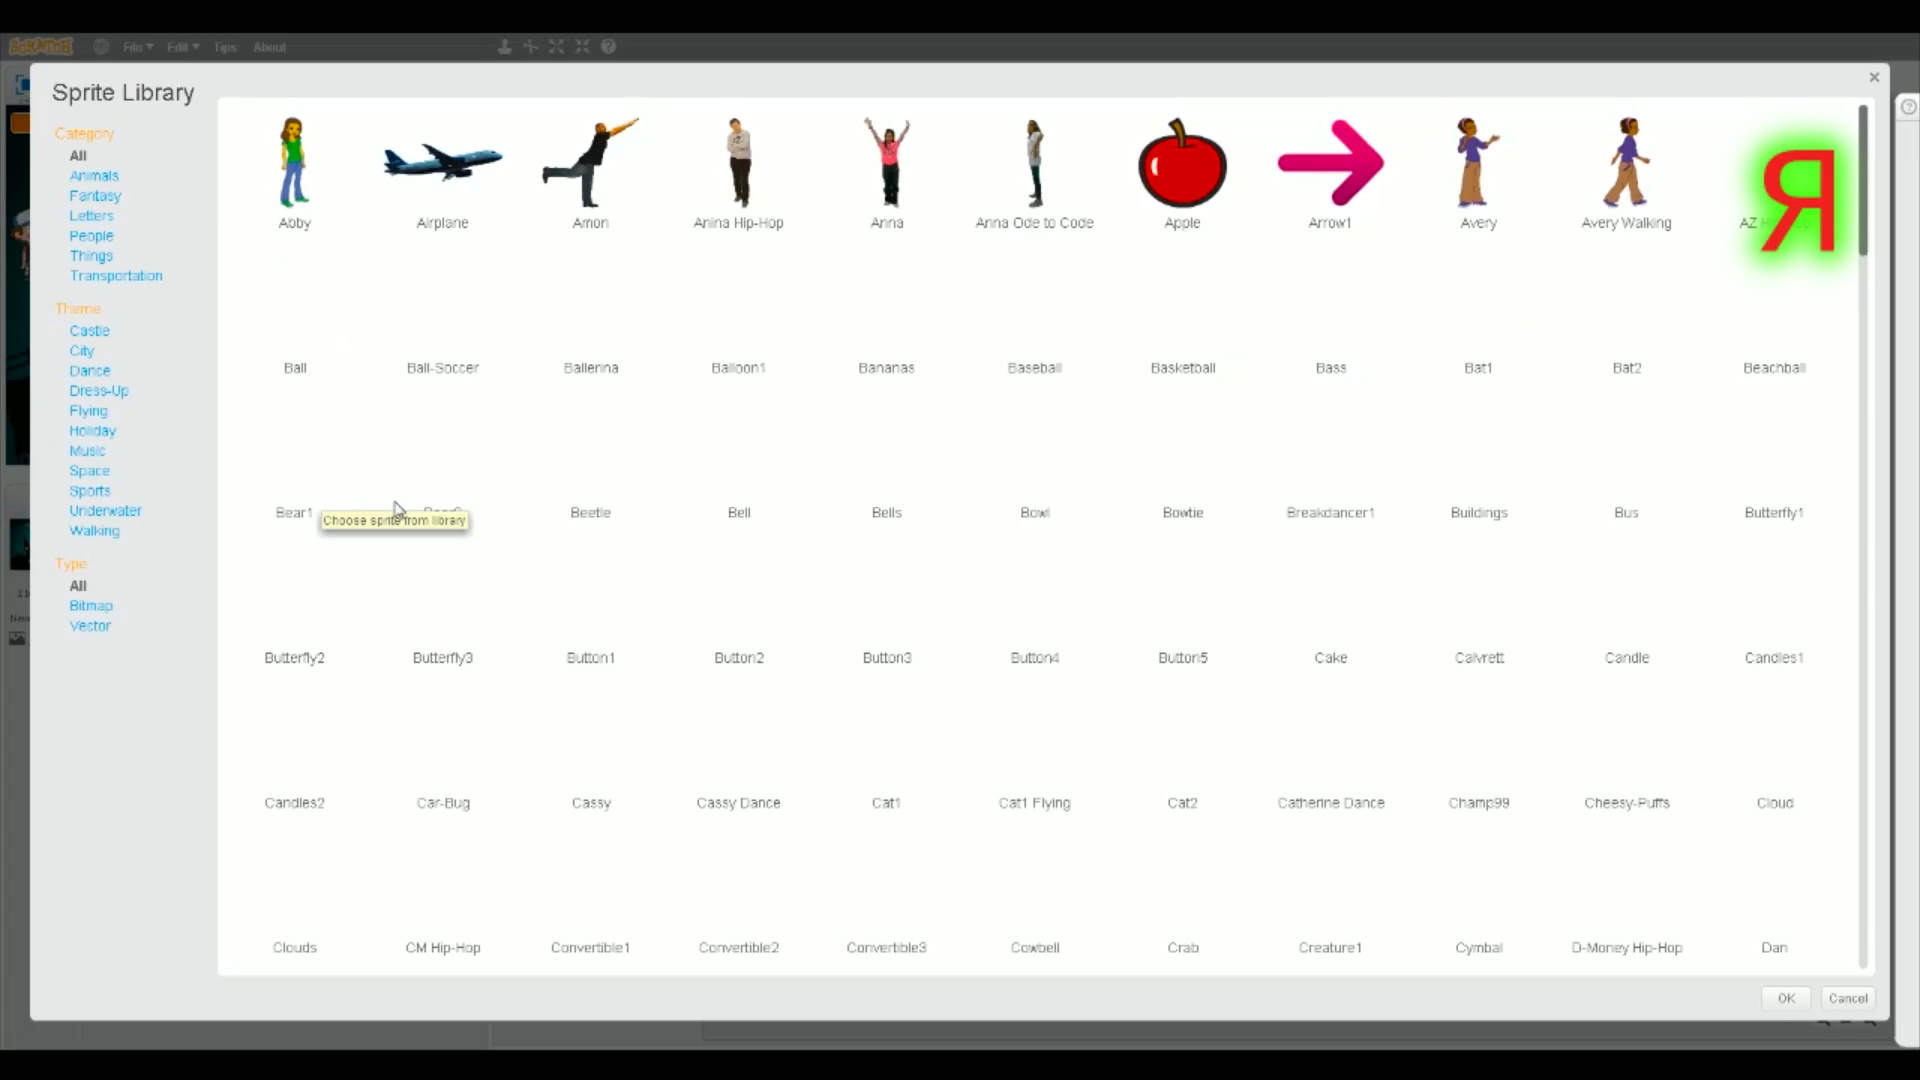 SCRATCH File Edit Tips About
Sprite Library
Category
All
Animals
Fantasy
Letters
People
Things
Transportation
Theme
Castle
City
Dance
Dress-Up
Flying
Holiday
Music
Space
Sports
Underwater
Walking
Type
All
Bitmap
Vector
Abby Airplane Amon Anina Hip-Hop Anna Anna Ode to Code Apple Arrow1 Avery Avery Walking AZ
Я
Ball Ball-Soccer Ballerina Balloon1 Bananas Baseball Basketball Bass Bat1 Bat2 Beachball
Bear1 Beetle Bell Bells Bowl Bowtie Breakdancer1 Buildings Bus Butterfly1
Choose sprite from library
Butterfly2 Butterfly3 Button1 Button2 Button3 Button4 Button5 Cake Calvrett Candle Candles1
Candles2 Car-Bug Cassy Cassy Dance Cat1 Cat1 Flying Cat2 Catherine Dance Champ99 Cheesy-Puffs Cloud
Clouds CM Hip-Hop Convertible1 Convertible2 Convertible3 Cowbell Crab Creature1 Cymbal D-Money Hip-Hop Dan
OK Cancel